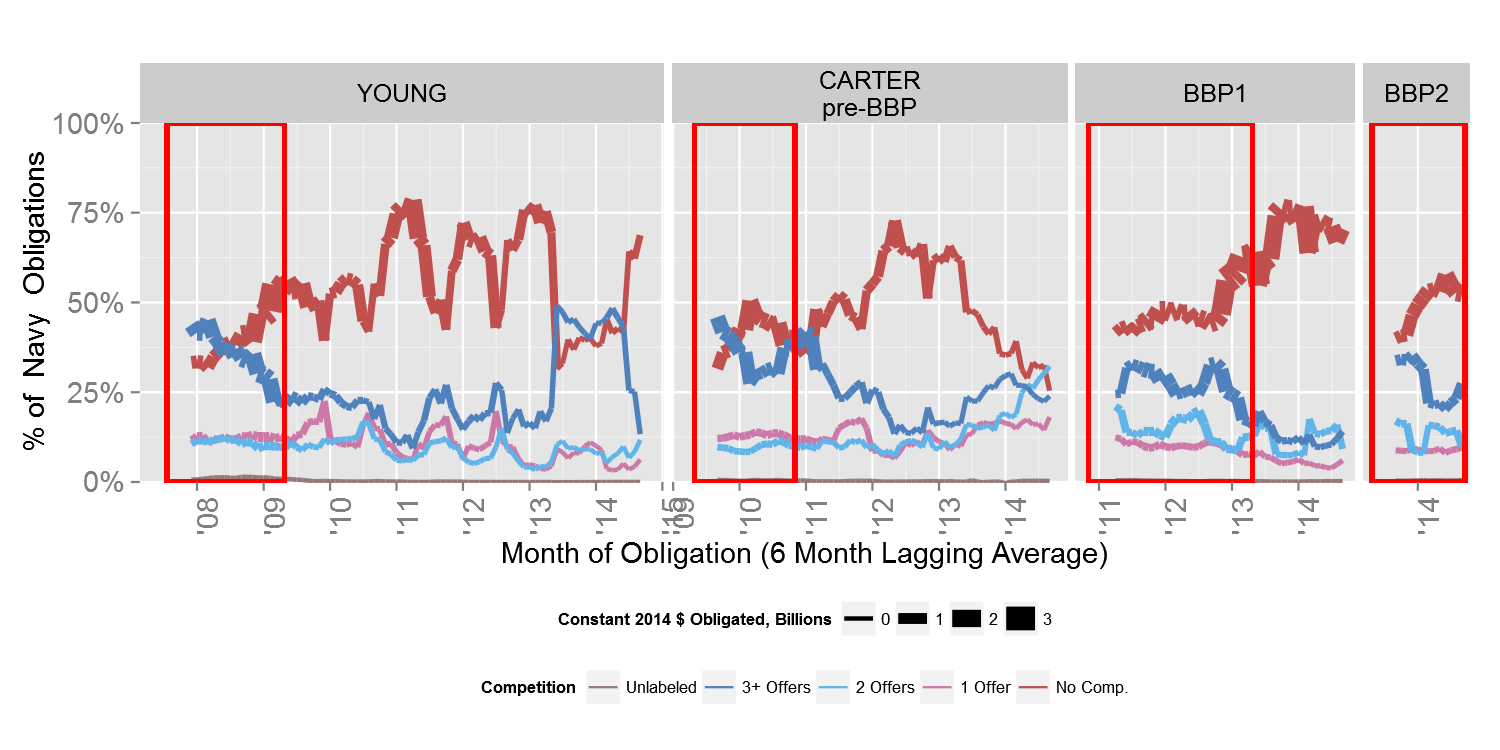 YOUNG
CARTER
pre-BBP
BBP1
BBP2
% of Navy Obligations
100%
75%
50%
25%
0%
'08 '09 '10 '11 '12 '13 '14 '15
'09 '10 '11 '12 '13 '14
'11 '12 '13 '14
'14
Month of Obligation (6 Month Lagging Average)
Constant 2014 $ Obligated, Billions 0 1 2 3
Competition Unlabeled 3+ Offers 2 Offers 1 Offer No Comp.